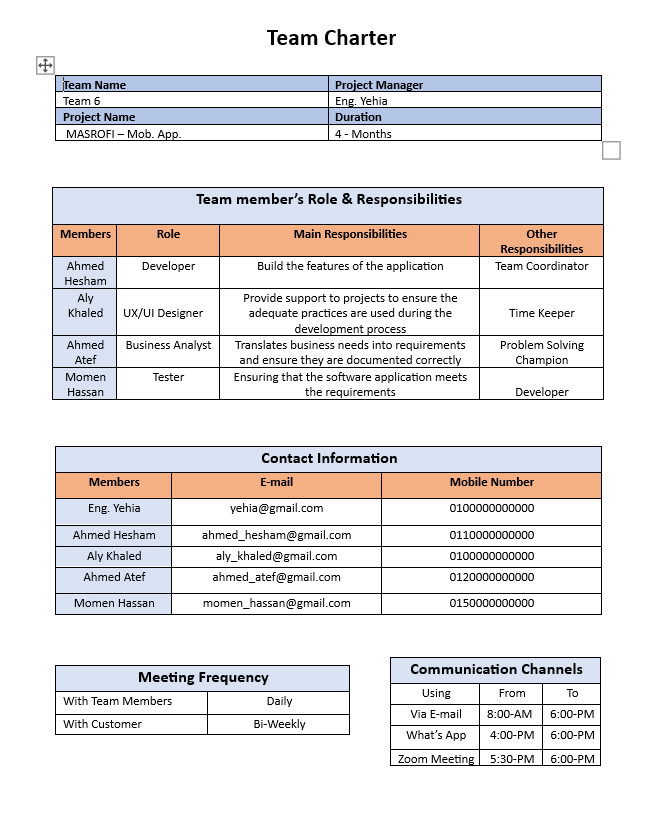 Team Charter
Team Name Project Manager
Team 6 Eng. Yehia
Project Name Duration
MASROFI – Mob. App. 4 - Months
Team member’s Role & Responsibilities
Members Role Main Responsibilities Other
Responsibilities
Ahmed Developer Build the features of the application Team Coordinator
Hesham
Aly Provide support to projects to ensure the
Khaled UX/UI Designer adequate practices are used during the Time Keeper
development process
Ahmed Business Analyst Translates business needs into requirements Problem Solving
Atef and ensure they are documented correctly Champion
Momen Tester Ensuring that the software application meets
Hassan the requirements Developer
Contact Information
Members E-mail Mobile Number
Eng. Yehia yehia@gmail.com 0100000000000
Ahmed Hesham ahmed_hesham@gmail.com 0110000000000
Aly Khaled aly_khaled@gmail.com 0100000000000
Ahmed Atef ahmed_atef@gmail.com 0120000000000
Momen Hassan momen_hassan@gmail.com 0150000000000
Meeting Frequency
With Team Members Daily
With Customer Bi-Weekly
Communication Channels
Using From To
Via E-mail 8:00-AM 6:00-PM
What’s App 4:00-PM 6:00-PM
Zoom Meeting 5:30-PM 6:00-PM